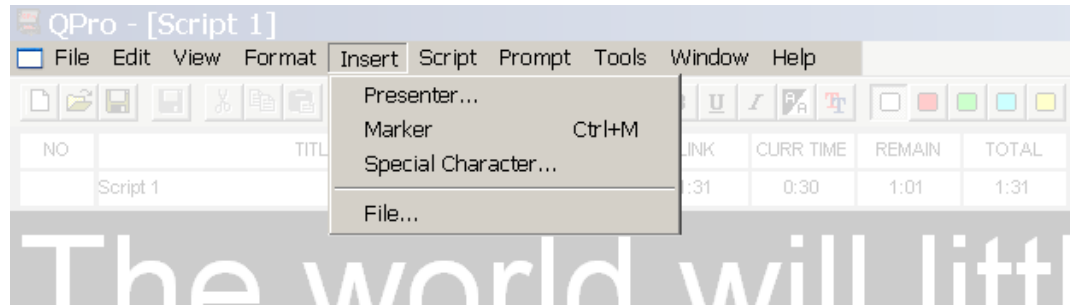 QPro - [Script 1]
File Edit View Format Insert Script Prompt Tools Window Help
Presenter...
Marker Ctrl+M
Special Character...
File...
U I
NO TITL LINK CURR TIME REMAIN TOTAL
Script 1 :31 0:30 1:01 1:31
The world will littl